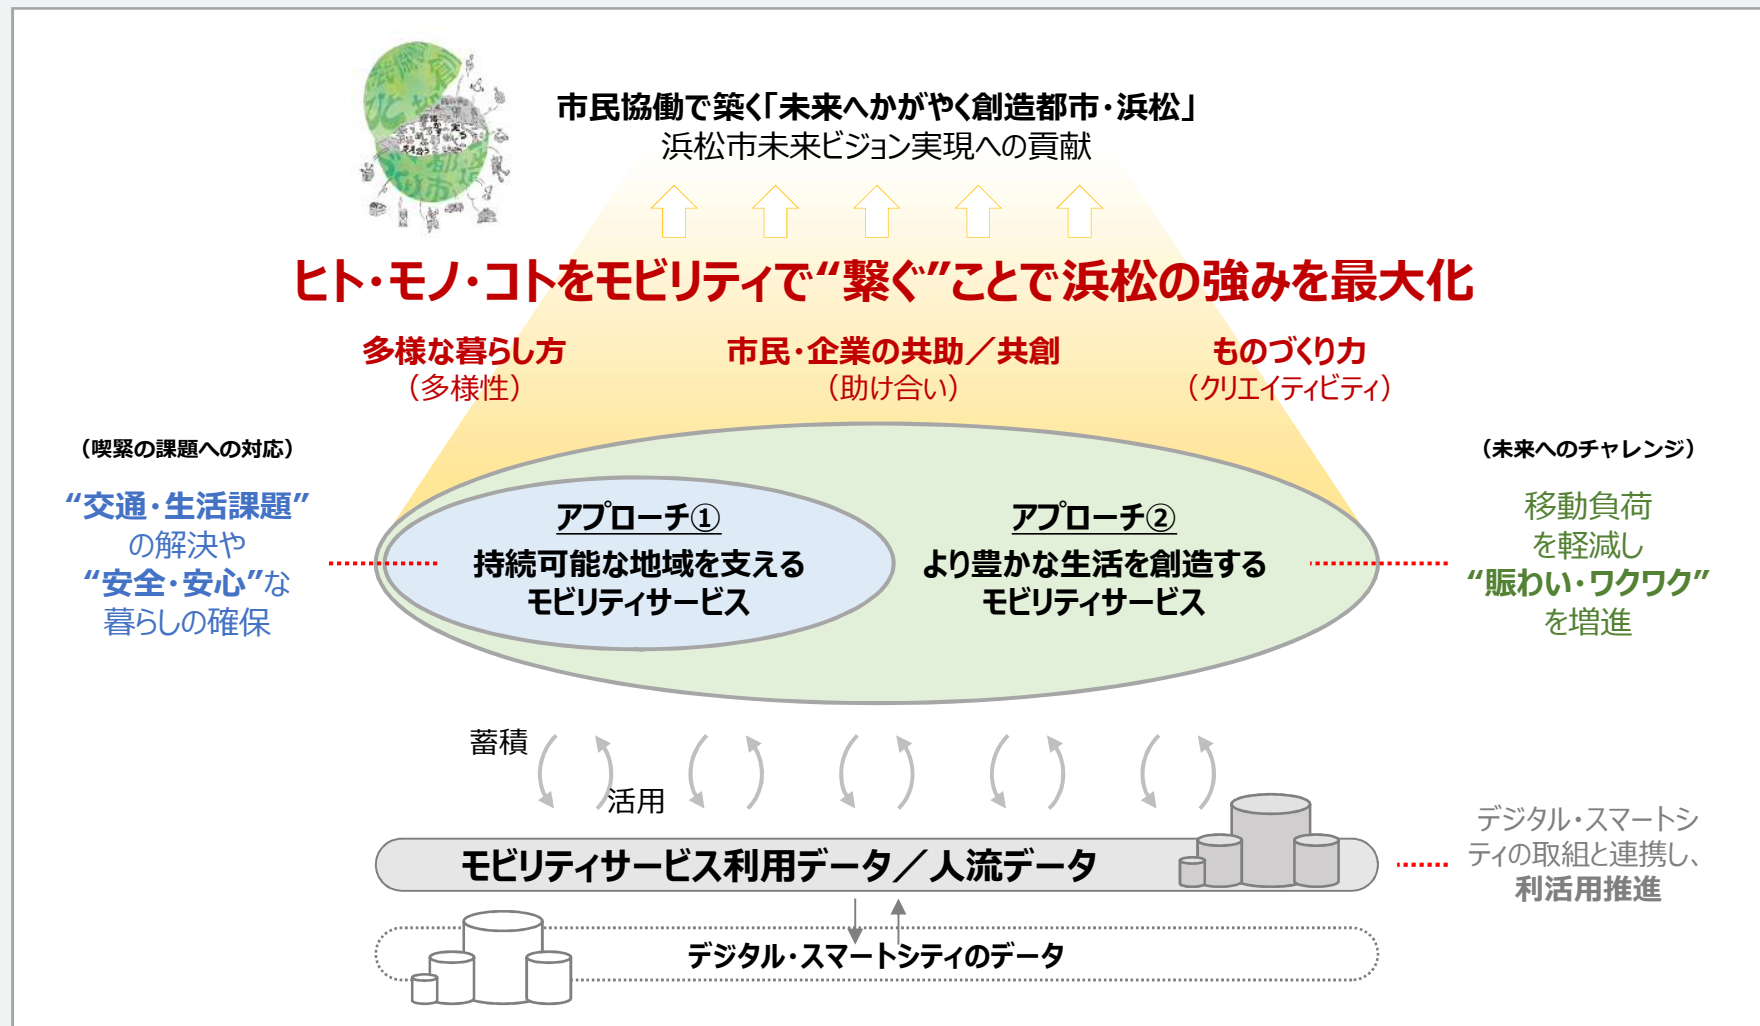 市民協働で築く「未来へかがやく創造都市・浜松」
浜松市未来ビジョン実現への貢献
ヒト・モノ・コトをモビリティで“繋ぐ”ことで浜松の強みを最大化
多様な暮らし方
（多様性）
市民・企業の共助／共創
（助け合い）
ものづくり力
（クリエイティビティ）
（喫緊の課題への対応）
“交通・生活課題”
の解決や
“安全・安心”な
暮らしの確保
アプローチ①
持続可能な地域を支える
モビリティサービス
アプローチ②
より豊かな生活を創造する
モビリティサービス
（未来へのチャレンジ）
移動負荷
を軽減し
“賑わい・ワクワク”
を増進
蓄積
活用
モビリティサービス利用データ／人流データ
デジタル・スマートシ
ティの取組と連携し、
利活用推進
デジタル・スマートシティのデータ